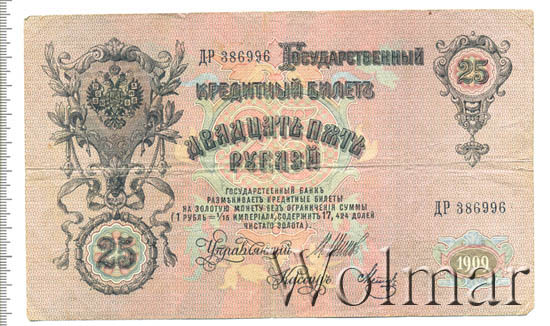 ДР 386996 Государственный
Кредитный Билетъ
25
Двадцать пять
Рублей
Государственный Банкъ
размѣниваетъ кредитные билеты
на золотую монету безъ ограниченія суммы
(1 рубль = 1/15 имперіала, содержитъ 17,424 долей
чистаго золота).
ДР 386996
25
Управляющій
Кассиръ
1909
Wolmar